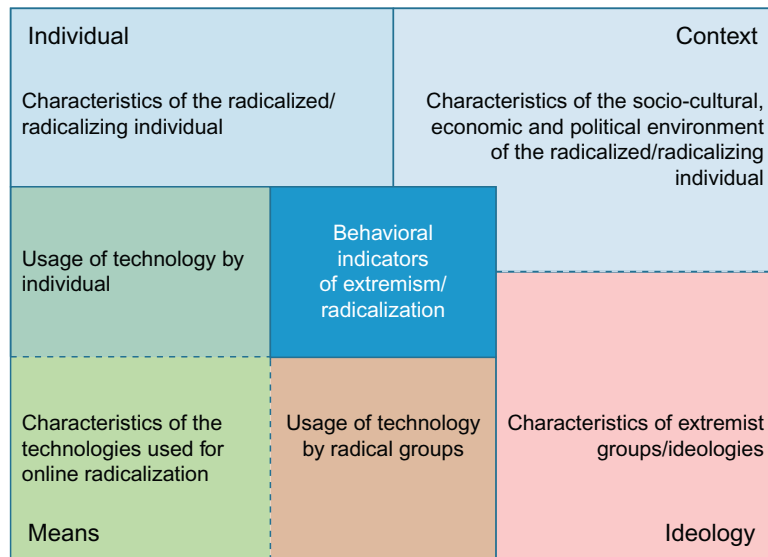 Individual
Context
Characteristics of the radicalized/
radicalizing individual
Characteristics of the socio-cultural,
economic and political environment
of the radicalized/radicalizing
individual
Usage of technology by
individual
Behavioral
indicators
of extremism/
radicalization
Characteristics of the
technologies used for
online radicalization
Usage of technology
by radical groups
Characteristics of extremist
groups/ideologies
Means
Ideology